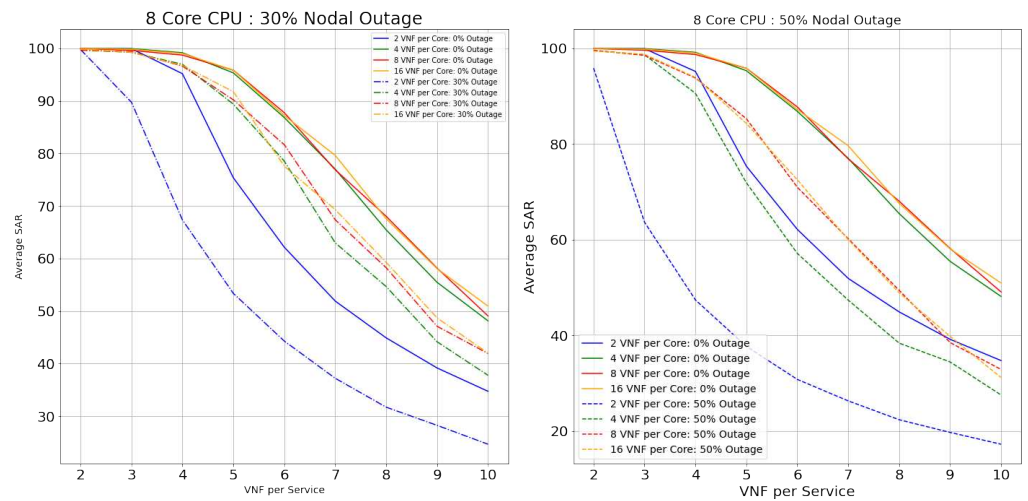 8 Core CPU : 30% Nodal Outage
100
90
80
70
60
50
40
30
Average SAR
2 VNF per Core: 0% Outage
4 VNF per Core: 0% Outage
8 VNF per Core: 0% Outage
16 VNF per Core: 0% Outage
2 VNF per Core: 30% Outage
4 VNF per Core: 30% Outage
8 VNF per Core: 30% Outage
16 VNF per Core: 30% Outage
2 3 4 5 6 7 8 9 10
VNF per Service
8 Core CPU : 50% Nodal Outage
100
80
60
40
20
Average SAR
2 VNF per Core: 0% Outage
4 VNF per Core: 0% Outage
8 VNF per Core: 0% Outage
16 VNF per Core: 0% Outage
2 VNF per Core: 50% Outage
4 VNF per Core: 50% Outage
8 VNF per Core: 50% Outage
16 VNF per Core: 50% Outage
2 3 4 5 6 7 8 9 10
VNF per Service